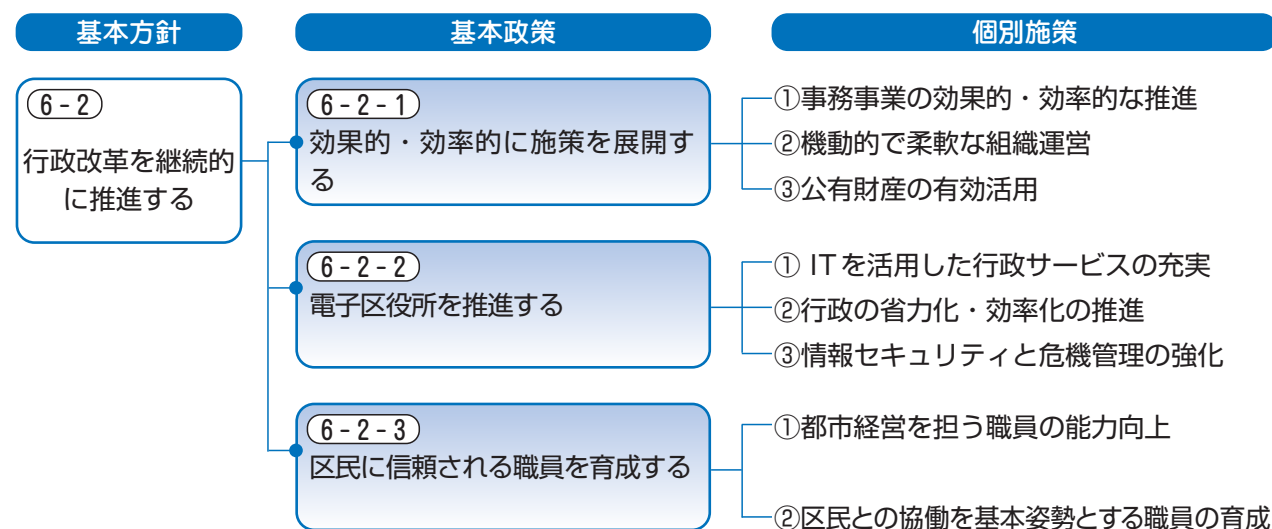 基本方針
基本政策
個別施策
6-2
行政改革を継続的
に推進する
6-2-1
効果的・効率的に施策を展開す
る
①事務事業の効果的・効率的な推進
②機動的で柔軟な組織運営
③公有財産の有効活用
6-2-2
電子区役所を推進する
① ITを活用した行政サービスの充実
②行政の省力化・効率化の推進
③情報セキュリティと危機管理の強化
6-2-3
区民に信頼される職員を育成する
①都市経営を担う職員の能力向上
②区民との協働を基本姿勢とする職員の育成